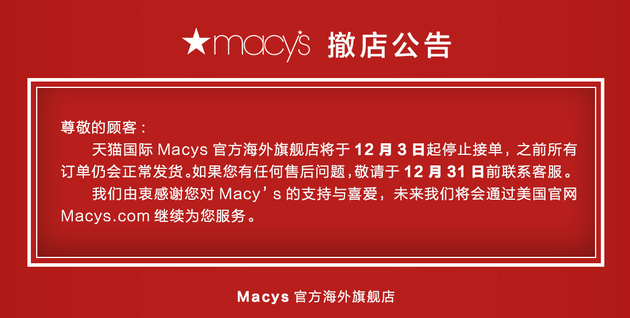 ★macy's 撤店公告
尊敬的顾客：
天猫国际 Macys 官方海外旗舰店将于 12 月 3 日起停止接单，之前所有
订单仍会正常发货。如果您有任何售后问题，敬请于 12 月 31 日前联系客服。
我们由衷感谢您对 Macy’s 的支持与喜爱，未来我们将会通过美国官网
Macys.com 继续为您服务。
Macys 官方海外旗舰店